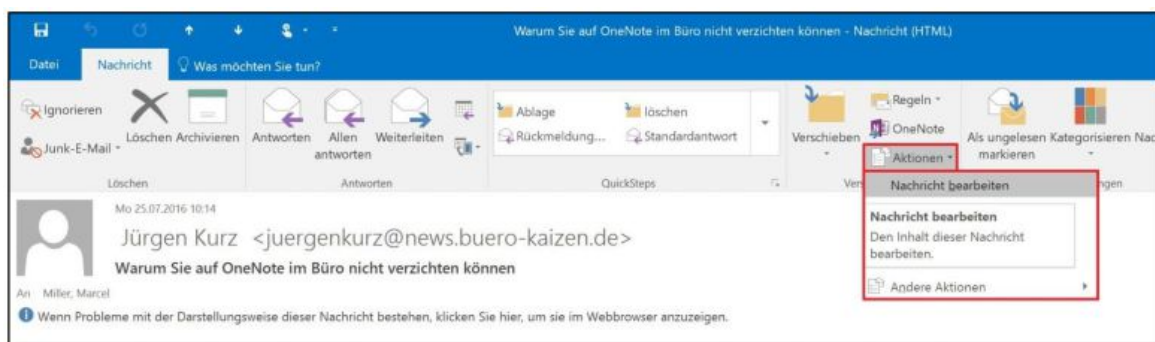 Warum Sie auf OneNote im Büro nicht verzichten können - Nachricht (HTML)
Datei Nachricht Was möchten Sie tun?
Ignorieren
Junk-E-Mail
Löschen Archivieren
Löschen
Antworten Allen antworten Weiterleiten
Antworten
Ablage löschen
Rückmeldung... Standardantwort
QuickSteps
Verschieben
Regeln
OneNote
Aktionen
Ver
Als ungelesen markieren
Kategorisieren Nac
ngen
Nachricht bearbeiten
Nachricht bearbeiten
Den Inhalt dieser Nachricht
bearbeiten.
Andere Aktionen
Mo 25.07.2016 10:14
Jürgen Kurz <juergenkurz@news.buero-kaizen.de>
Warum Sie auf OneNote im Büro nicht verzichten können
An Miller, Marcel
Wenn Probleme mit der Darstellungsweise dieser Nachricht bestehen, klicken Sie hier, um sie im Webbrowser anzuzeigen.